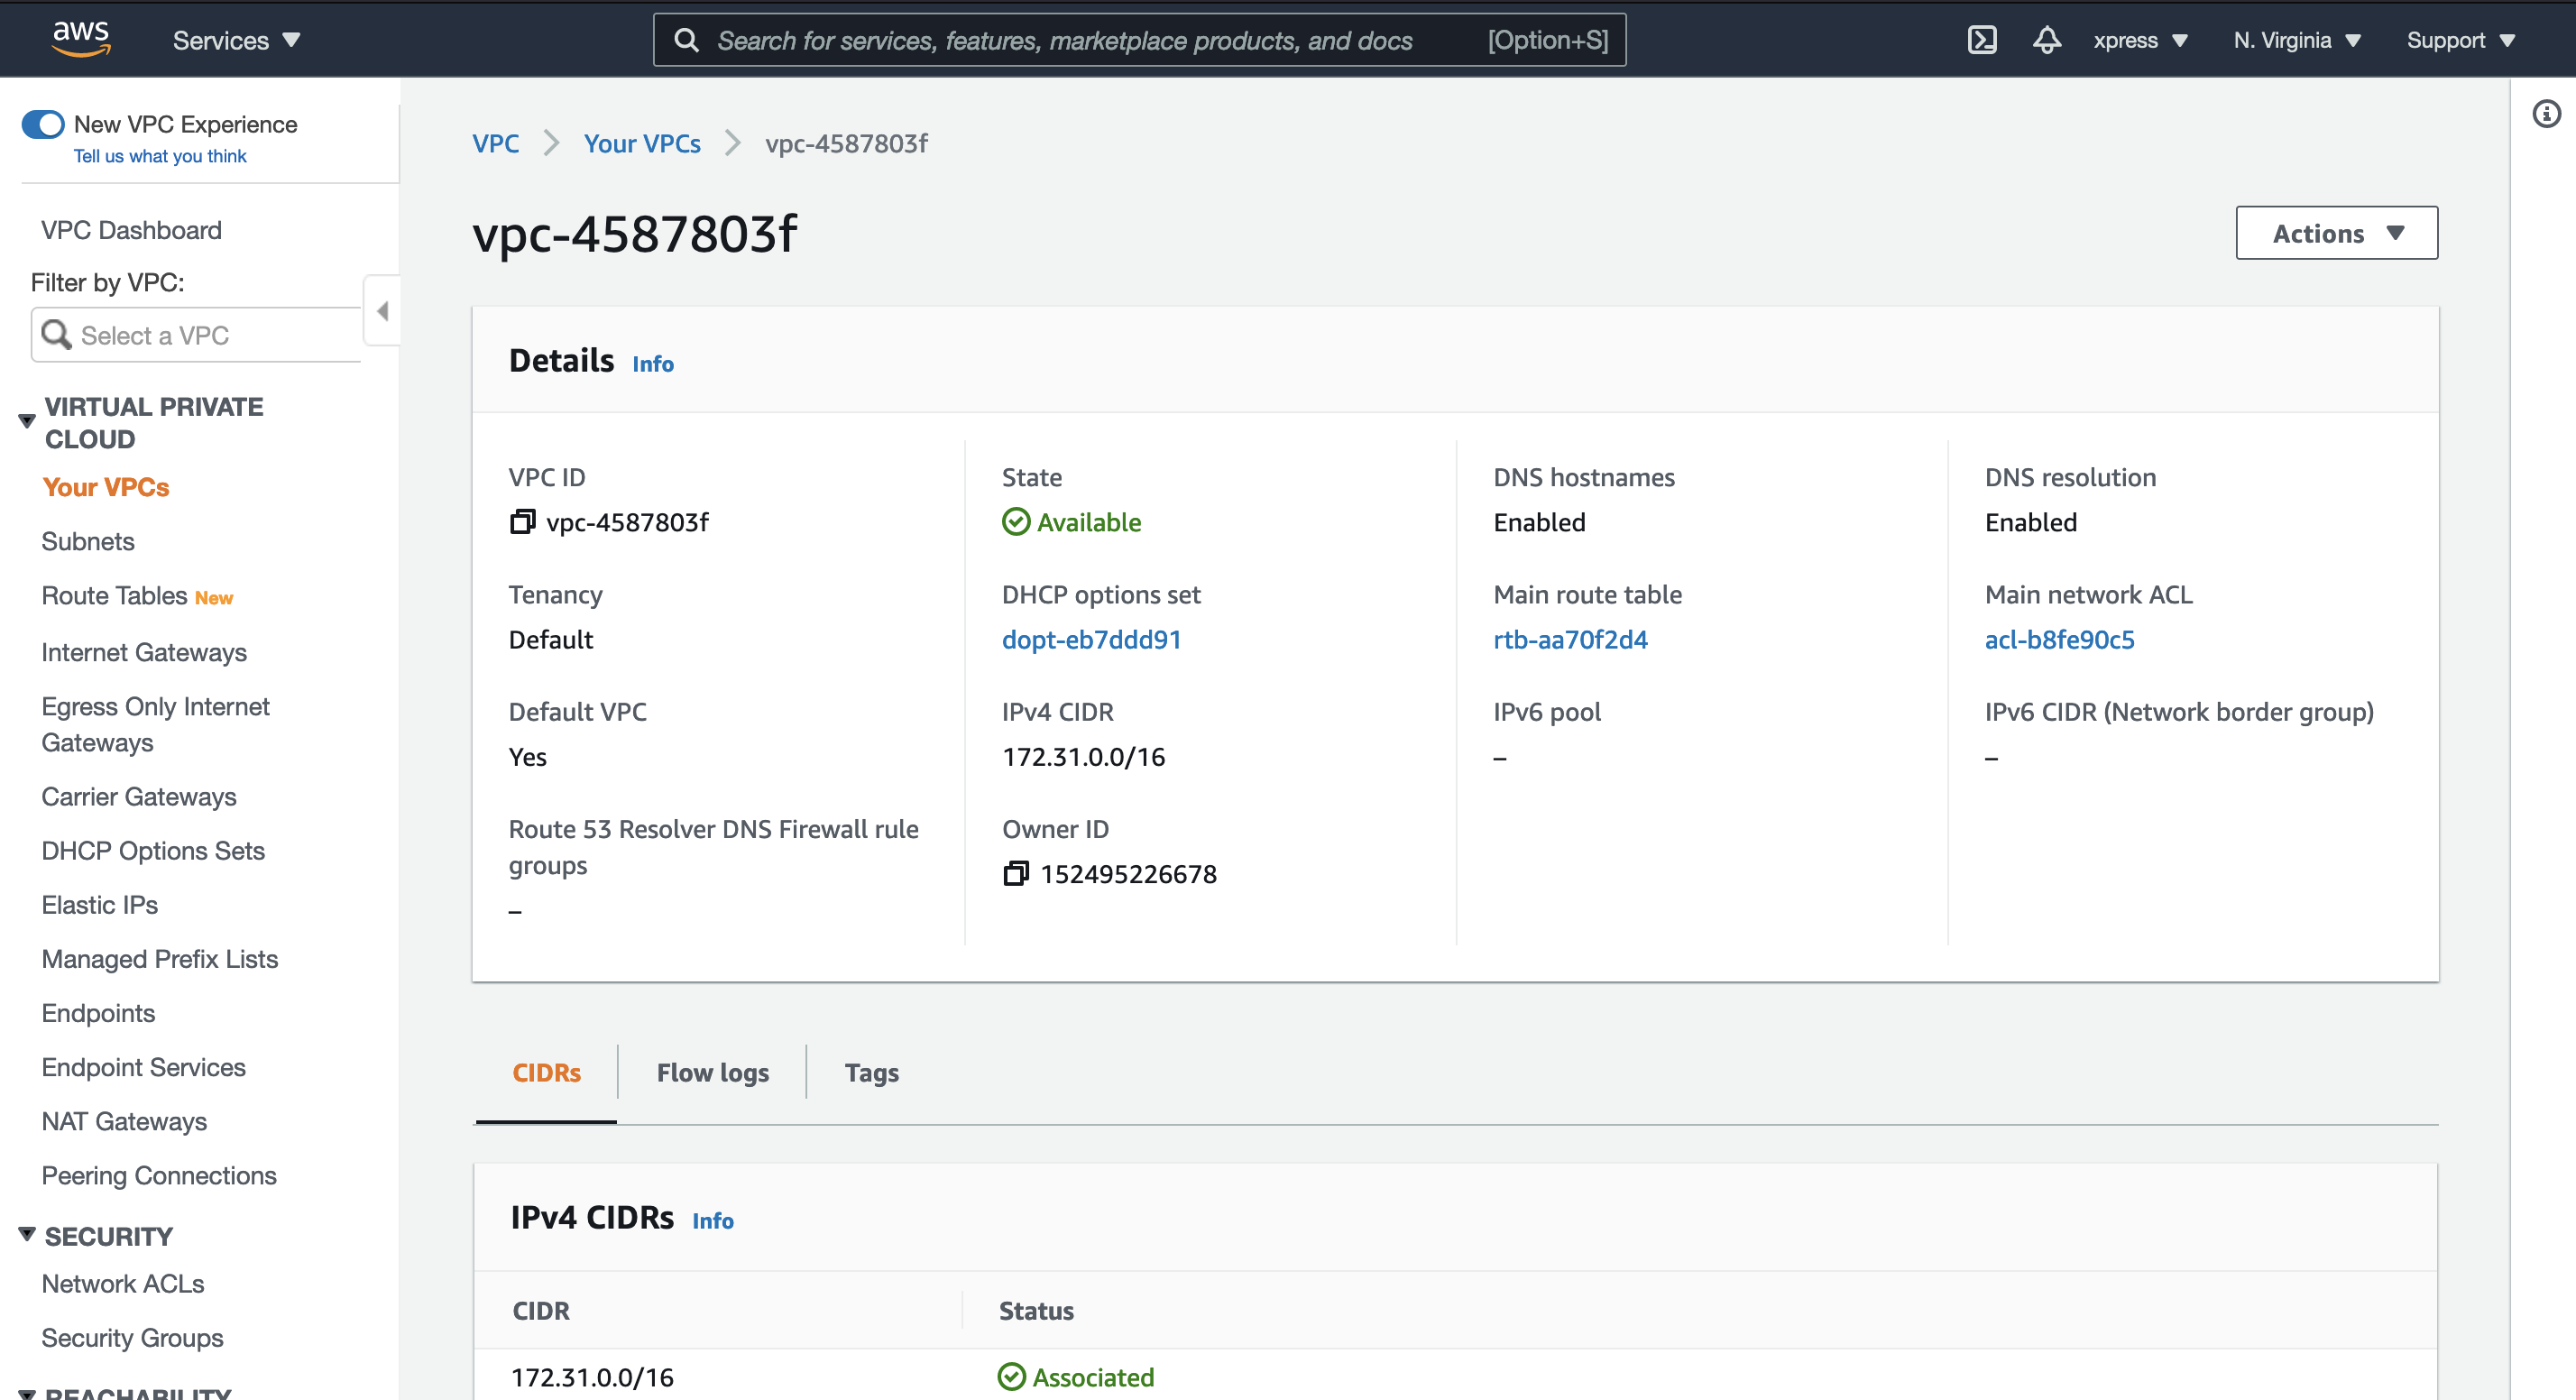 aws
Services
Search for services, features, marketplace products, and docs
[Option+S]
xpress
N. Virginia
Support
New VPC Experience
Tell us what you think
VPC Dashboard
Filter by VPC:
Select a VPC
VIRTUAL PRIVATE
CLOUD
Your VPCs
Subnets
Route Tables New
Internet Gateways
Egress Only Internet
Gateways
Carrier Gateways
DHCP Options Sets
Elastic IPs
Managed Prefix Lists
Endpoints
Endpoint Services
NAT Gateways
Peering Connections
SECURITY
Network ACLs
Security Groups
REACHABILITY
VPC
Your VPCs
vpc-4587803f
vpc-4587803f
Actions
Details Info
VPC ID
vpc-4587803f
State
Available
DNS hostnames
Enabled
DNS resolution
Enabled
Tenancy
Default
DHCP options set
dopt-eb7ddd91
Main route table
rtb-aa70f2d4
Main network ACL
acl-b8fe90c5
Default VPC
Yes
IPv4 CIDR
172.31.0.0/16
IPv6 pool
–
IPv6 CIDR (Network border group)
–
Route 53 Resolver DNS Firewall rule
groups
–
Owner ID
152495226678
CIDRs
Flow logs
Tags
IPv4 CIDRs Info
CIDR
Status
172.31.0.0/16
Associated